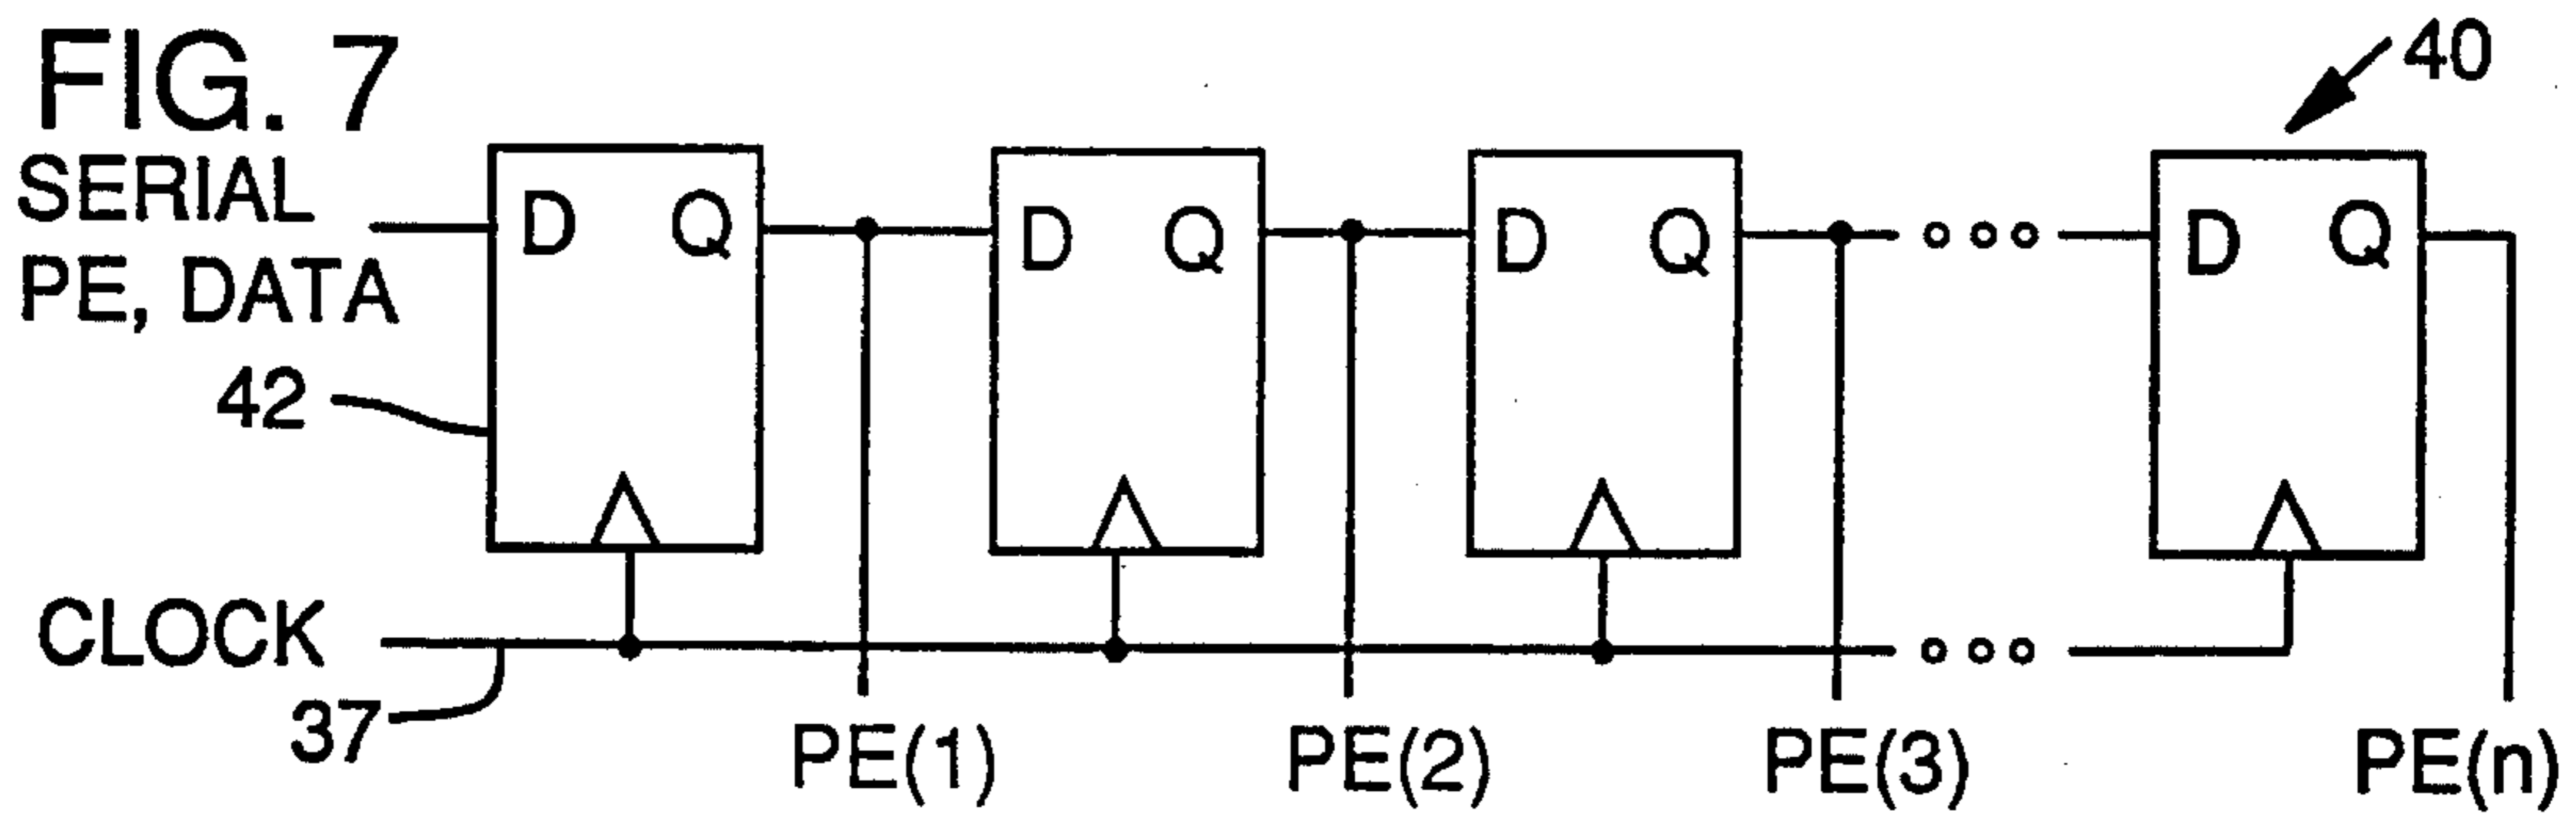 FIG. 7
40
SERIAL
PE, DATA
D Q D Q D Q D Q
42
CLOCK
37
PE(1) PE(2) PE(3) PE(n)